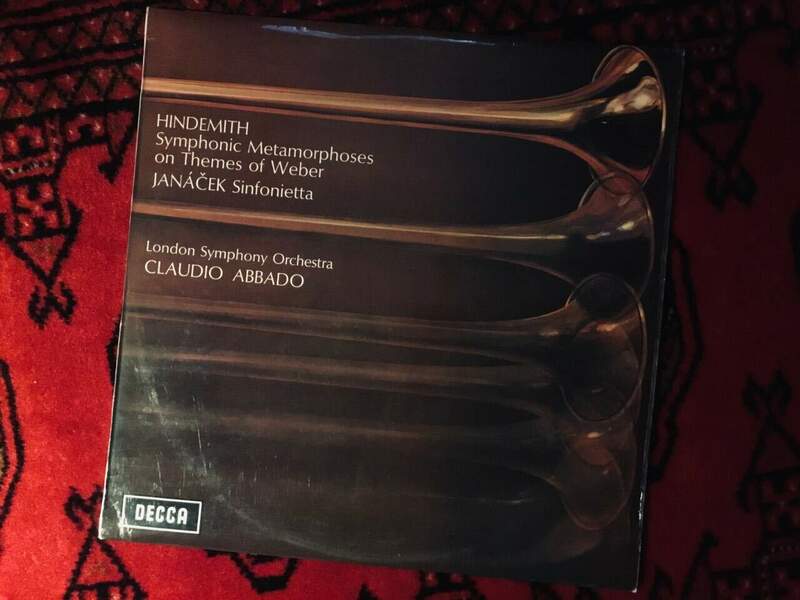 HINDEMITH
Symphonic Metamorphoses
on Themes of Weber
JANÁČEK Sinfonietta
London Symphony Orchestra
CLAUDIO ABBADO
DECCA